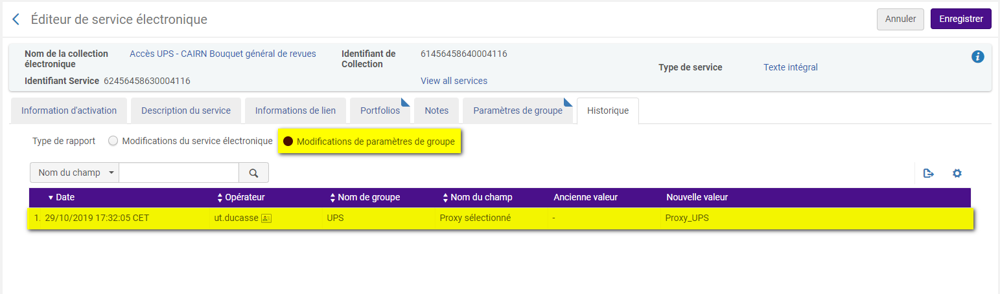 Éditeur de service électronique
Annuler
Enregistrer
Nom de la collection électronique
Accès UPS - CAIRN Bouquet général de revues
Identifiant de Collection
61456458640004116
Type de service
Texte intégral
Identifiant Service
62456458630004116
View all services
Information d'activation
Description du service
Informations de lien
Portfolios
Notes
Paramètres de groupe
Historique
Type de rapport
Modifications du service électronique
Modifications de paramètres de groupe
Nom du champ
Date
Opérateur
Nom de groupe
Nom du champ
Ancienne valeur
Nouvelle valeur
1. 29/10/2019 17:32:05 CET
ut.ducasse
UPS
Proxy sélectionné
-
Proxy_UPS